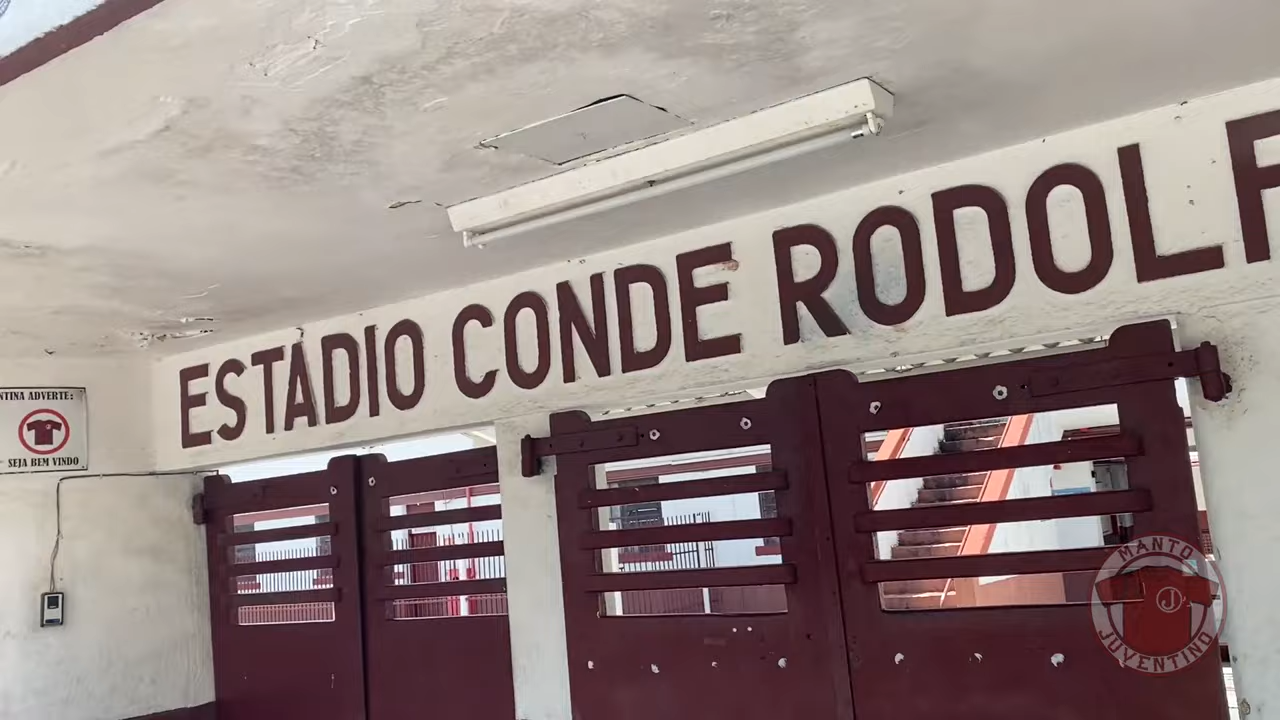 ESTADIO CONDE RODOLF
NTINA ADVERTE:
SEJA BEM VINDO
MANTO
J
JUVENTINO